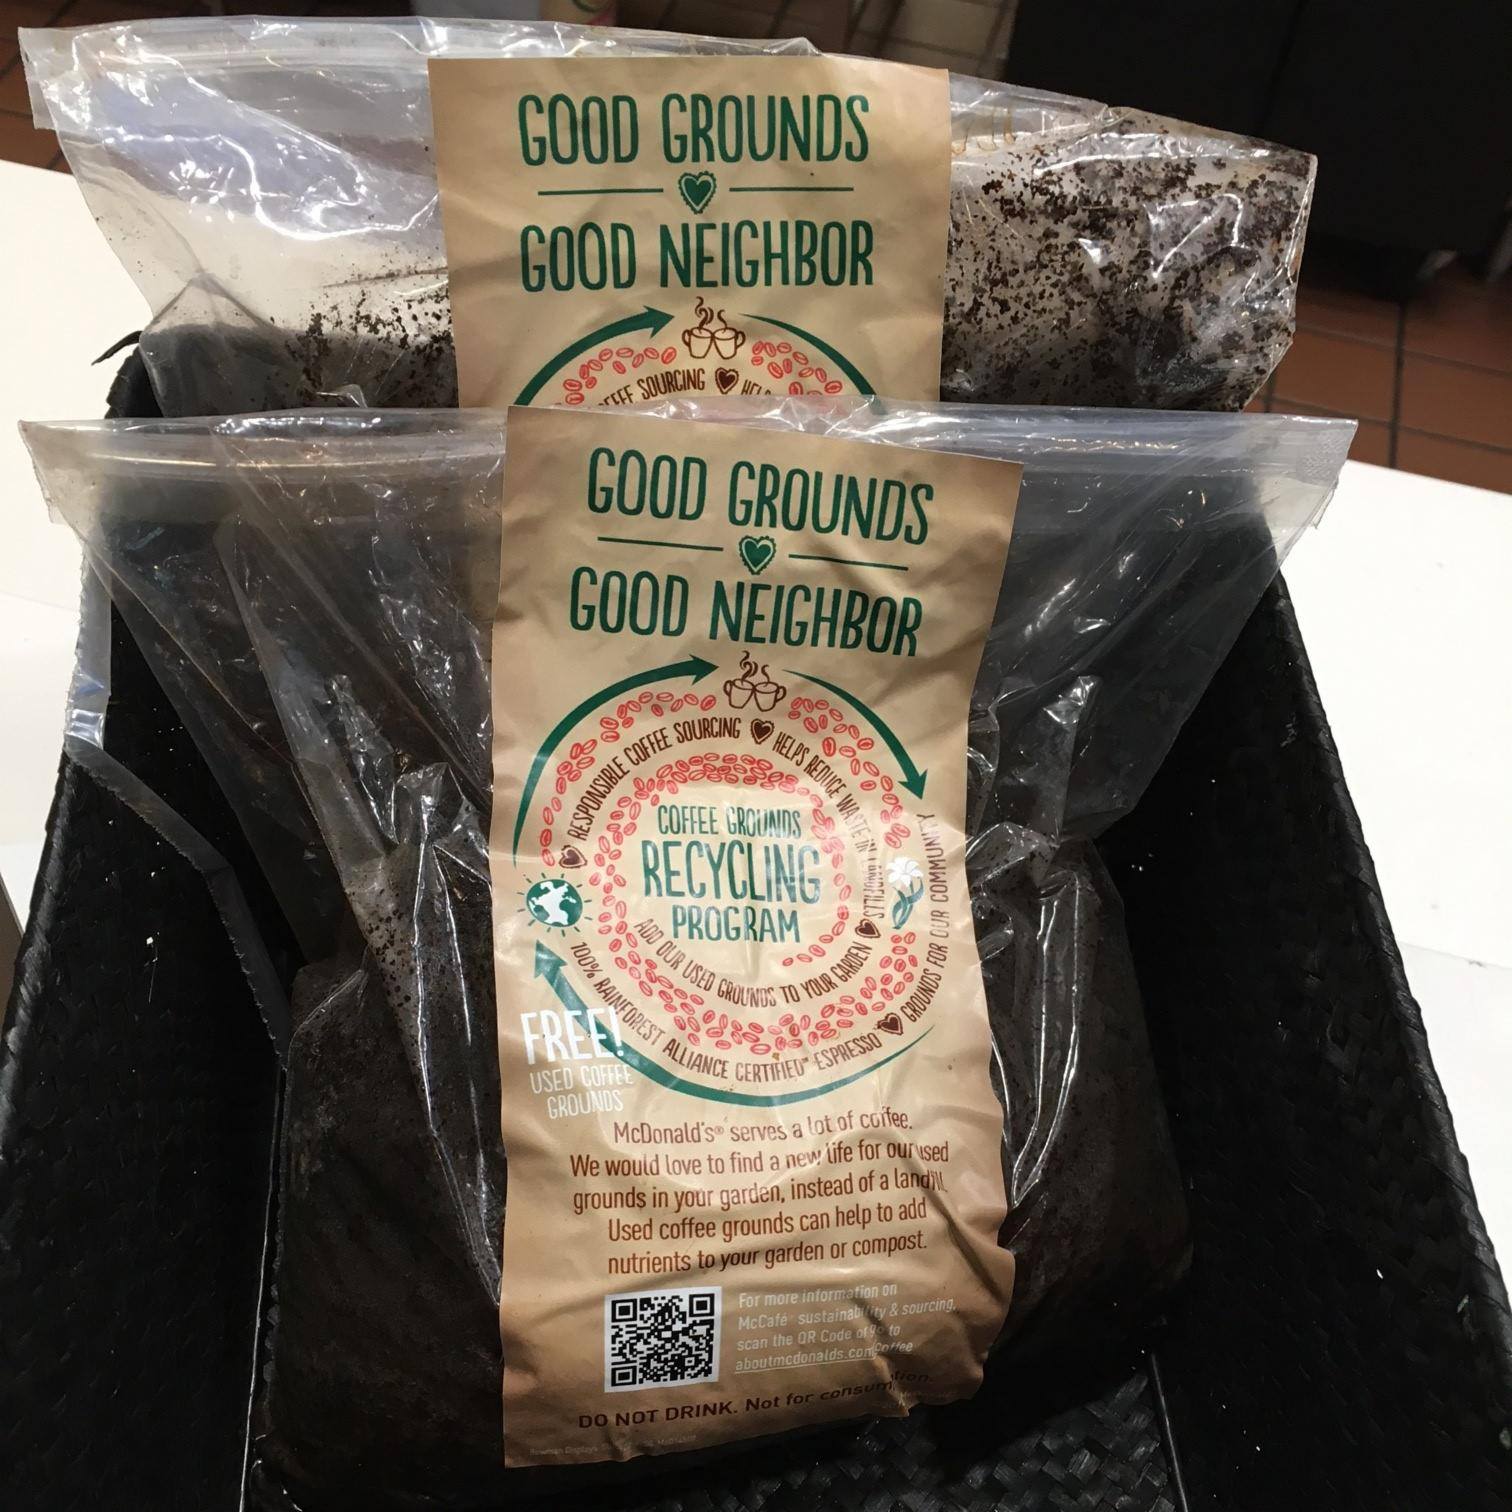 GOOD GROUNDS
GOOD NEIGHBOR
COFFEE SOURCING
GOOD GROUNDS
GOOD NEIGHBOR
RESPONSIBLE COFFEE SOURCING
HELPS REDUCE WASTE IN LANDFILLS
COFFEE GROUNDS
RECYCLING
PROGRAM
ADD OUR USED GROUNDS TO YOUR GARDEN
100% RAINFOREST ALLIANCE CERTIFIED™ ESPRESSO
GROUNDS FOR OUR COMMUNITY
FREE!
USED COFFEE
GROUNDS
McDonald's® serves a lot of coffee.
We would love to find a new life for our used
grounds in your garden, instead of a landfill.
Used coffee grounds can help to add
nutrients to your garden or compost.
For more information on
McCafé® sustainability & sourcing,
scan the QR Code or go to
aboutmcdonalds.com/coffee
DO NOT DRINK. Not for consumption.